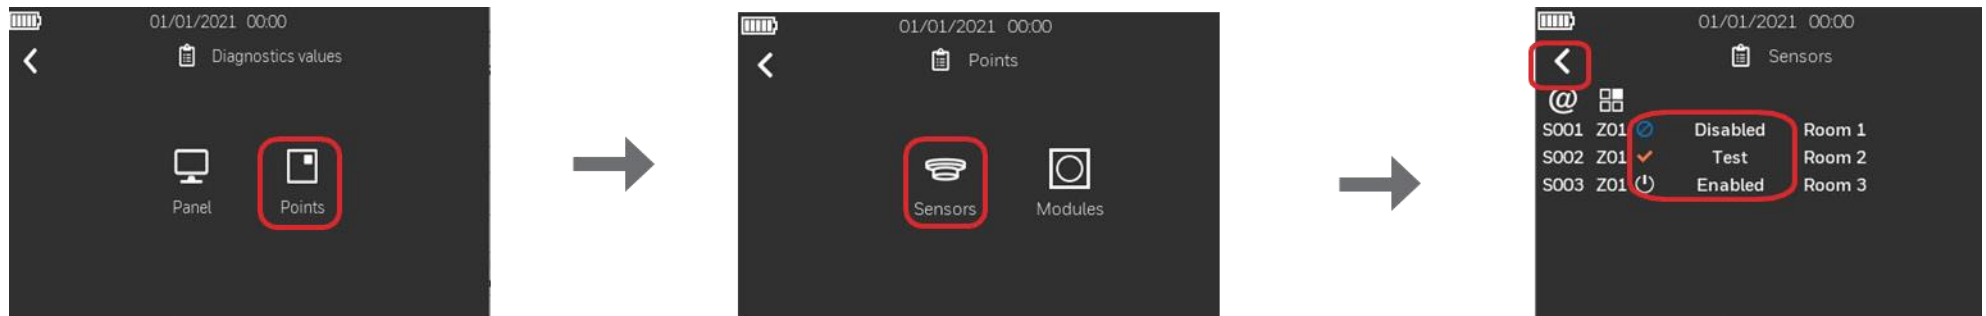 01/01/2021 00:00
Diagnostics values
Panel
Points
01/01/2021 00:00
Points
Sensors
Modules
01/01/2021 00:00
Sensors
@
S001 Z01 Disabled Room 1
S002 Z01 Test Room 2
S003 Z01 Enabled Room 3